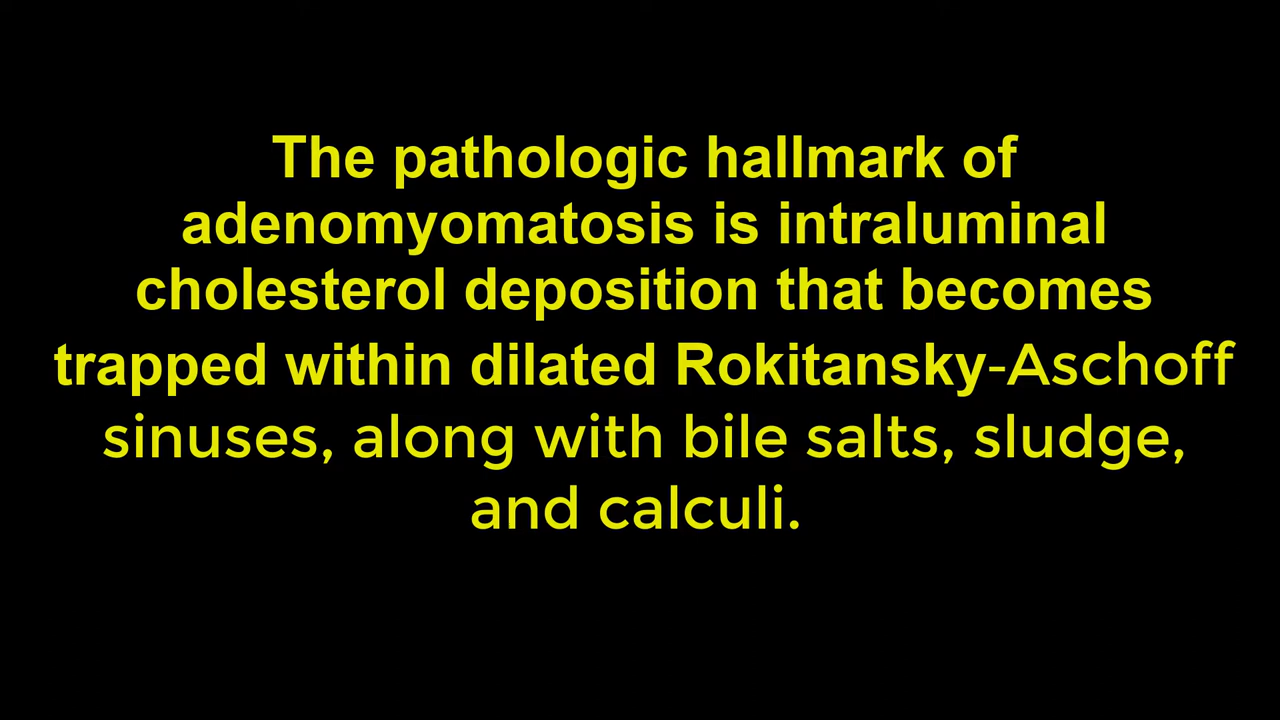 The pathologic hallmark of
adenomyomatosis is intraluminal
cholesterol deposition that becomes
trapped within dilated Rokitansky-Aschoff
sinuses, along with bile salts, sludge,
and calculi.